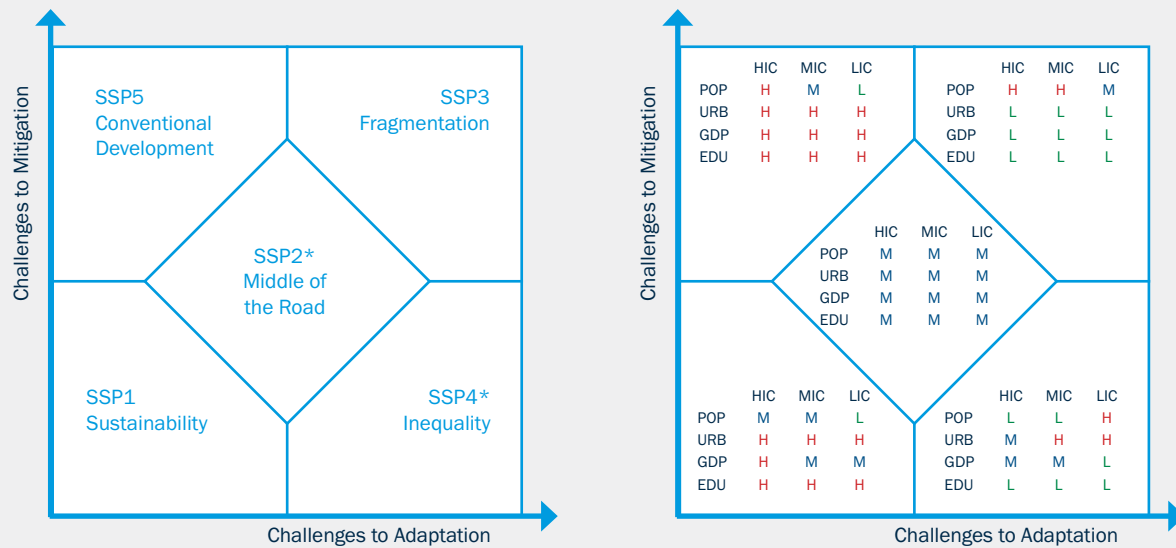 Challenges to Mitigation
SSP5
Conventional
Development
SSP3
Fragmentation
SSP2*
Middle of
the Road
SSP1
Sustainability
SSP4*
Inequality
Challenges to Adaptation
Challenges to Mitigation
HIC MIC LIC
POP H M L
URB H H H
GDP H H H
EDU H H H
HIC MIC LIC
POP H H M
URB L L L
GDP L L L
EDU L L L
HIC MIC LIC
POP M M M
URB M M M
GDP M M M
EDU M M M
HIC MIC LIC
POP M M L
URB H H H
GDP H M M
EDU H H H
HIC MIC LIC
POP L L H
URB M H H
GDP M M L
EDU L L L
Challenges to Adaptation